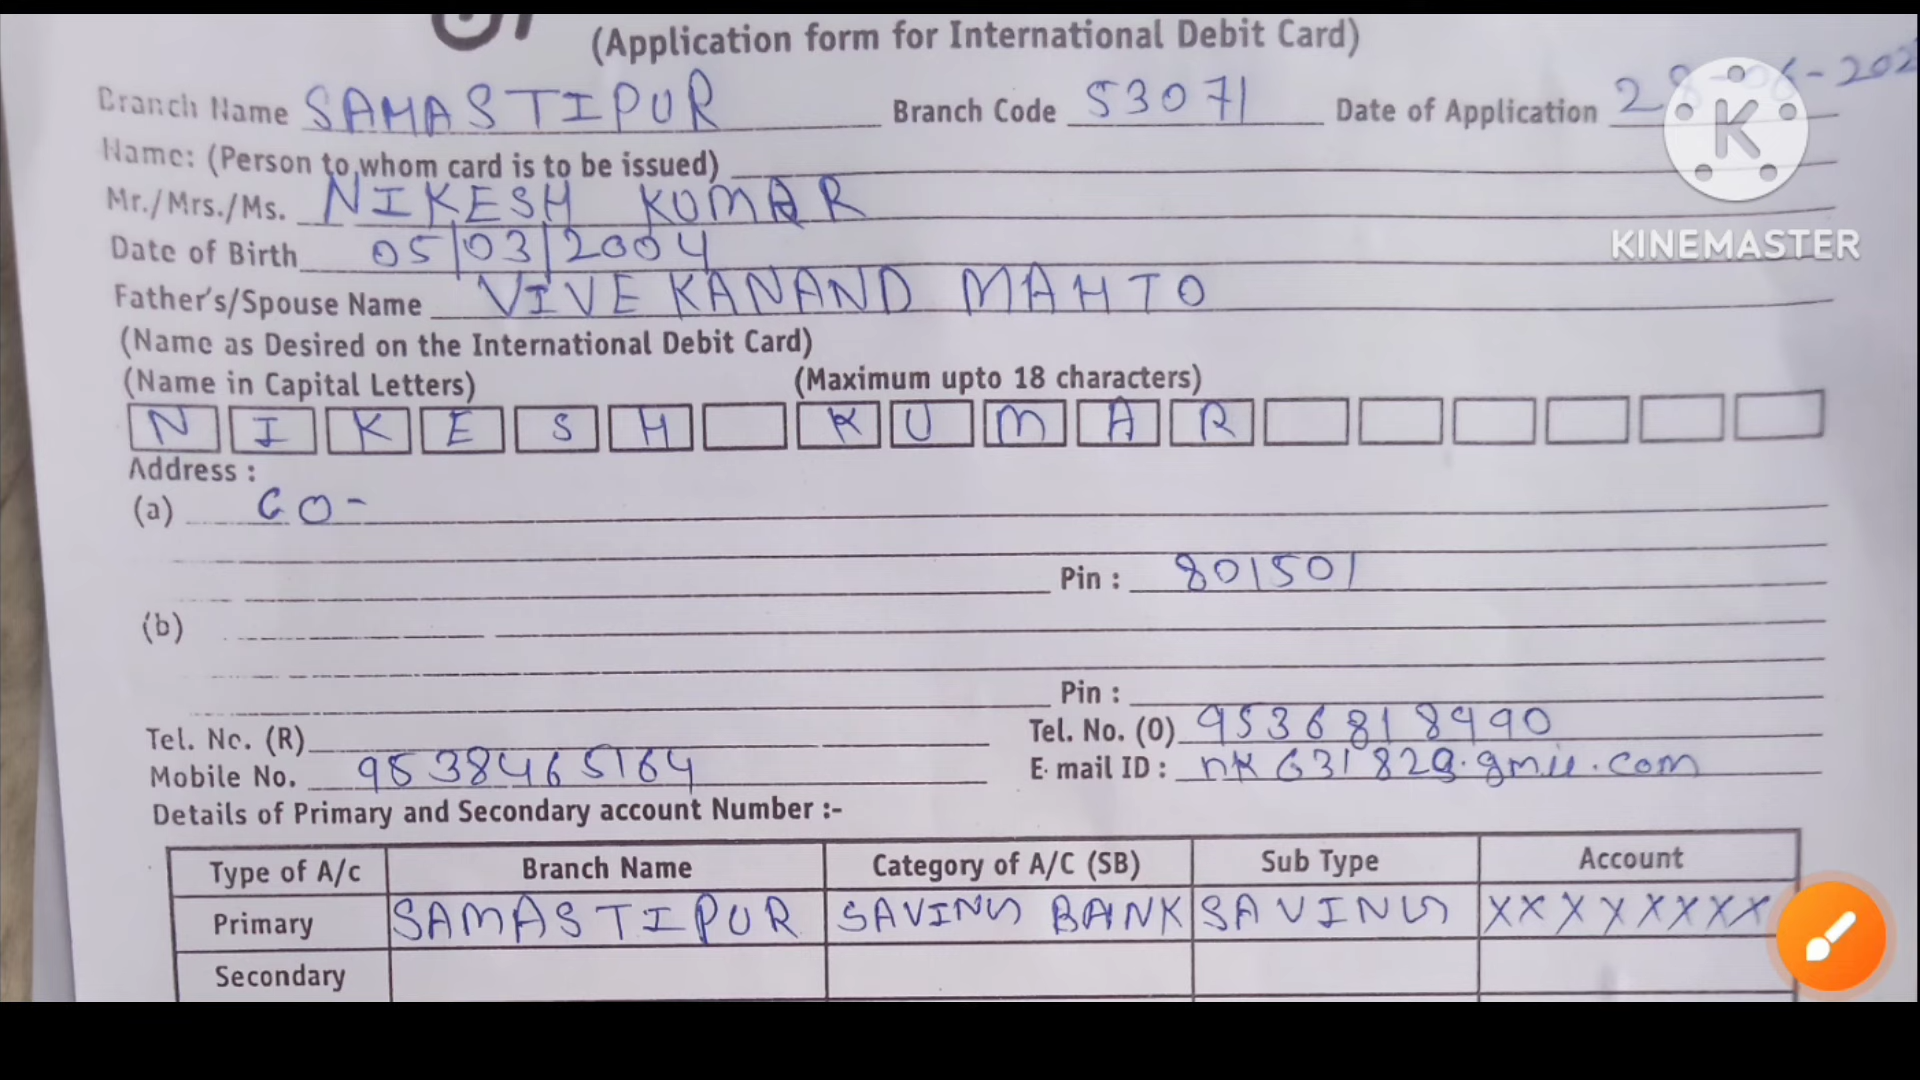 (Application form for International Debit Card)
Branch Name SAMASTIPUR Branch Code 53071 Date of Application 28-06-202
Name: (Person to whom card is to be issued)
Mr./Mrs./Ms. NIKESH KUMAR
Date of Birth 05/03/2004
Father's/Spouse Name VIVEKANAND MAHTO
KINEMASTER
(Name as Desired on the International Debit Card)
(Name in Capital Letters) (Maximum upto 18 characters)
N I K E S H K U M A R
Address :
(a) CO-
Pin : 801501
(b)
Pin :
Tel. No. (R) Tel. No. (O) 9536818990
Mobile No. 9538465164 E-mail ID :
Details of Primary and Secondary account Number :-
Type of A/c Branch Name Category of A/C (SB) Sub Type Account
Primary SAMASTIPUR SAVING BANK SAVING XXXXXXXX
Secondary